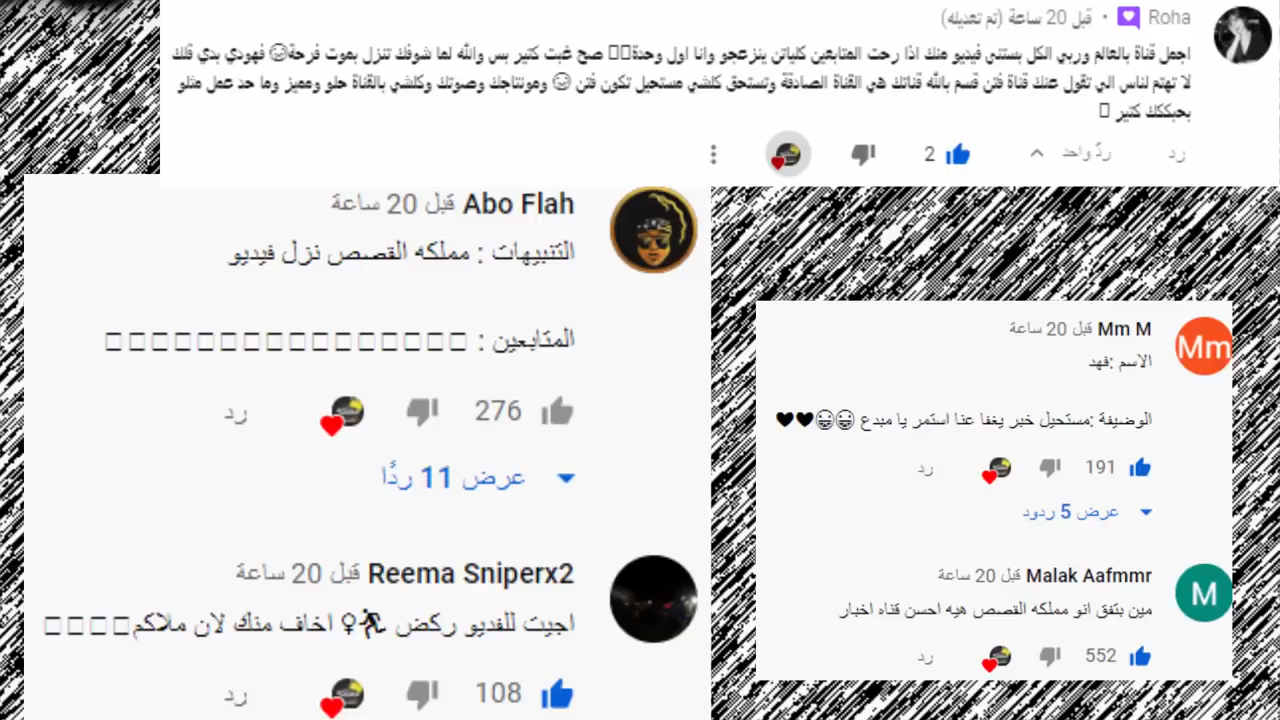 Roha • قبل 20 ساعة (تم تعديله)
اجمل قناة بالعالم وربي الكل بستنى فيديو منك اذا رحت المتابعين كلياتن ينزعجو وانا اول وحدة صح غبت كتير بس والله لما شوفك تنزل بموت فرحة😊 فهودي بدي قلك
لا تهتم لناس الي تقول عنك قناة فتن قسم بالله قناتك هي القناة الصادقة وتستحق كلشي مستحيل تكون فتن 😊 ومونتاجك وصوتك وكلشي بالقناة حلو ومميز وما حد عمل متلو
بحبككك كتير
رد
ردّ واحد
2
Abo Flah قبل 20 ساعة
التنبيهات : مملكه القصص نزل فيديو
المتابعين :
276
رد
عرض 11 ردًا
Reema Sniperx2 قبل 20 ساعة
اجيت للفديو ركض 🏃♀ اخاف منك لان ملاكم
108
رد
Mm
Mm M قبل 20 ساعة
الاسم :فهد
الوضيفة :مستحيل خبر يغفا عنا استمر يا مبدع 😀😀🖤🖤
191
رد
عرض 5 ردود
M
Malak Aafmmr قبل 20 ساعة
مين بتفق انو مملكه القصص هيه احسن قناه اخبار
552
رد